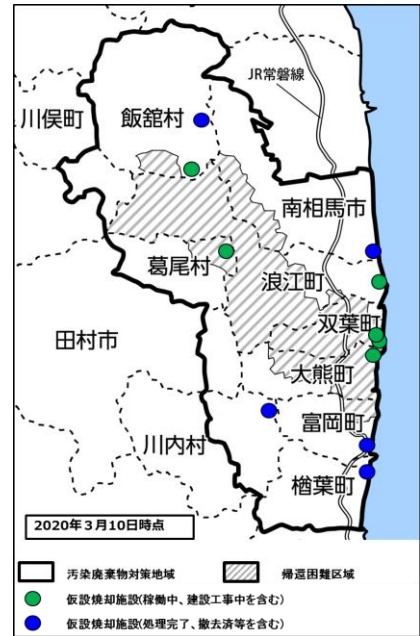 JR常磐線
川俣町
飯舘村
南相馬市
葛尾村
浪江町
双葉町
田村市
大熊町
富岡町
川内村
楢葉町
2020年3月10日時点
汚染廃棄物対策地域
帰還困難区域
仮設焼却施設(稼働中、建設工事中を含む)
仮設焼却施設(処理完了、撤去済等を含む)